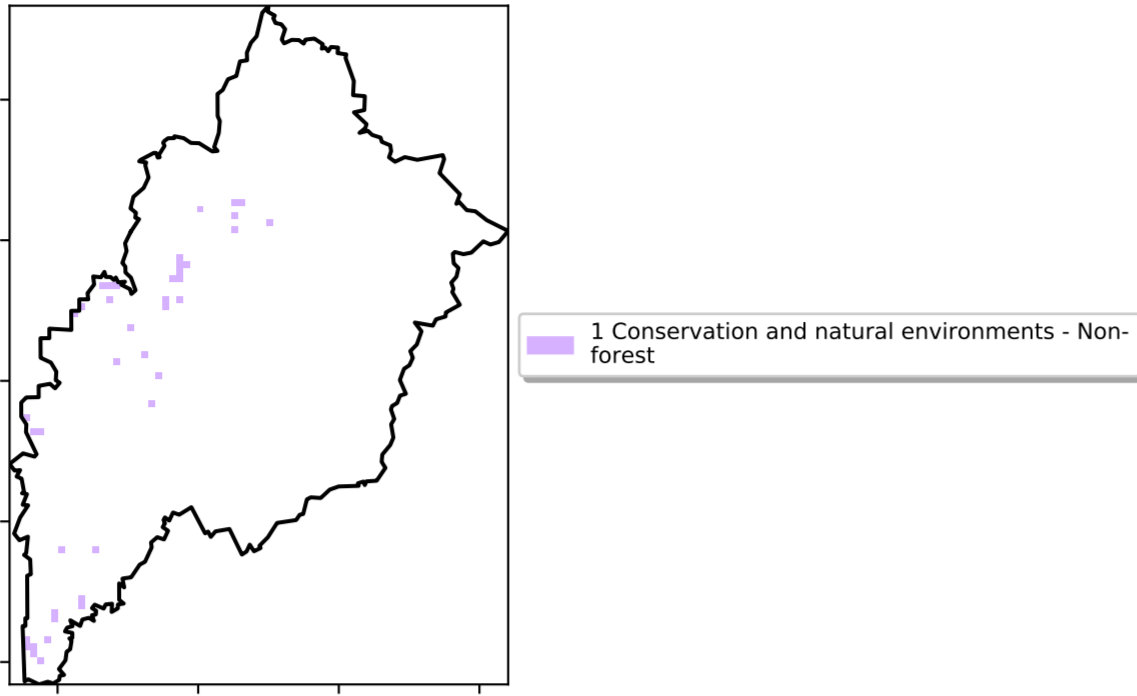 1 Conservation and natural environments - Non-
forest